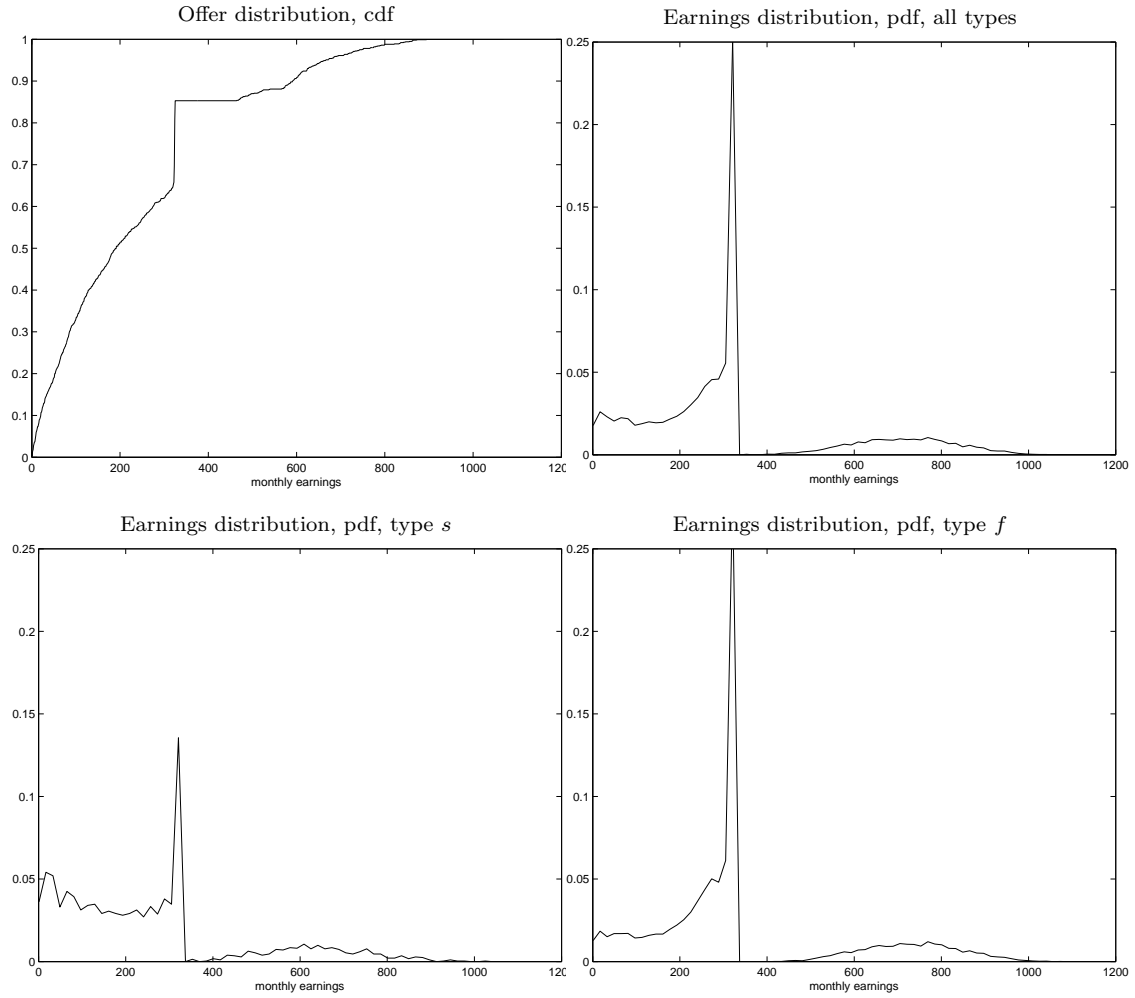 Offer distribution, cdf
1
0.9
0.8
0.7
0.6
0.5
0.4
0.3
0.2
0.1
0
0 200 400 600 800 1000 1200
monthly earnings
Earnings distribution, pdf, all types
0.25
0.2
0.15
0.1
0.05
0
0 200 400 600 800 1000 1200
monthly earnings
Earnings distribution, pdf, type s
0.25
0.2
0.15
0.1
0.05
0
0 200 400 600 800 1000 120
monthly earnings
Earnings distribution, pdf, type f
0.25
0.2
0.15
0.1
0.05
0
0 200 400 600 800 1000 1200
monthly earnings